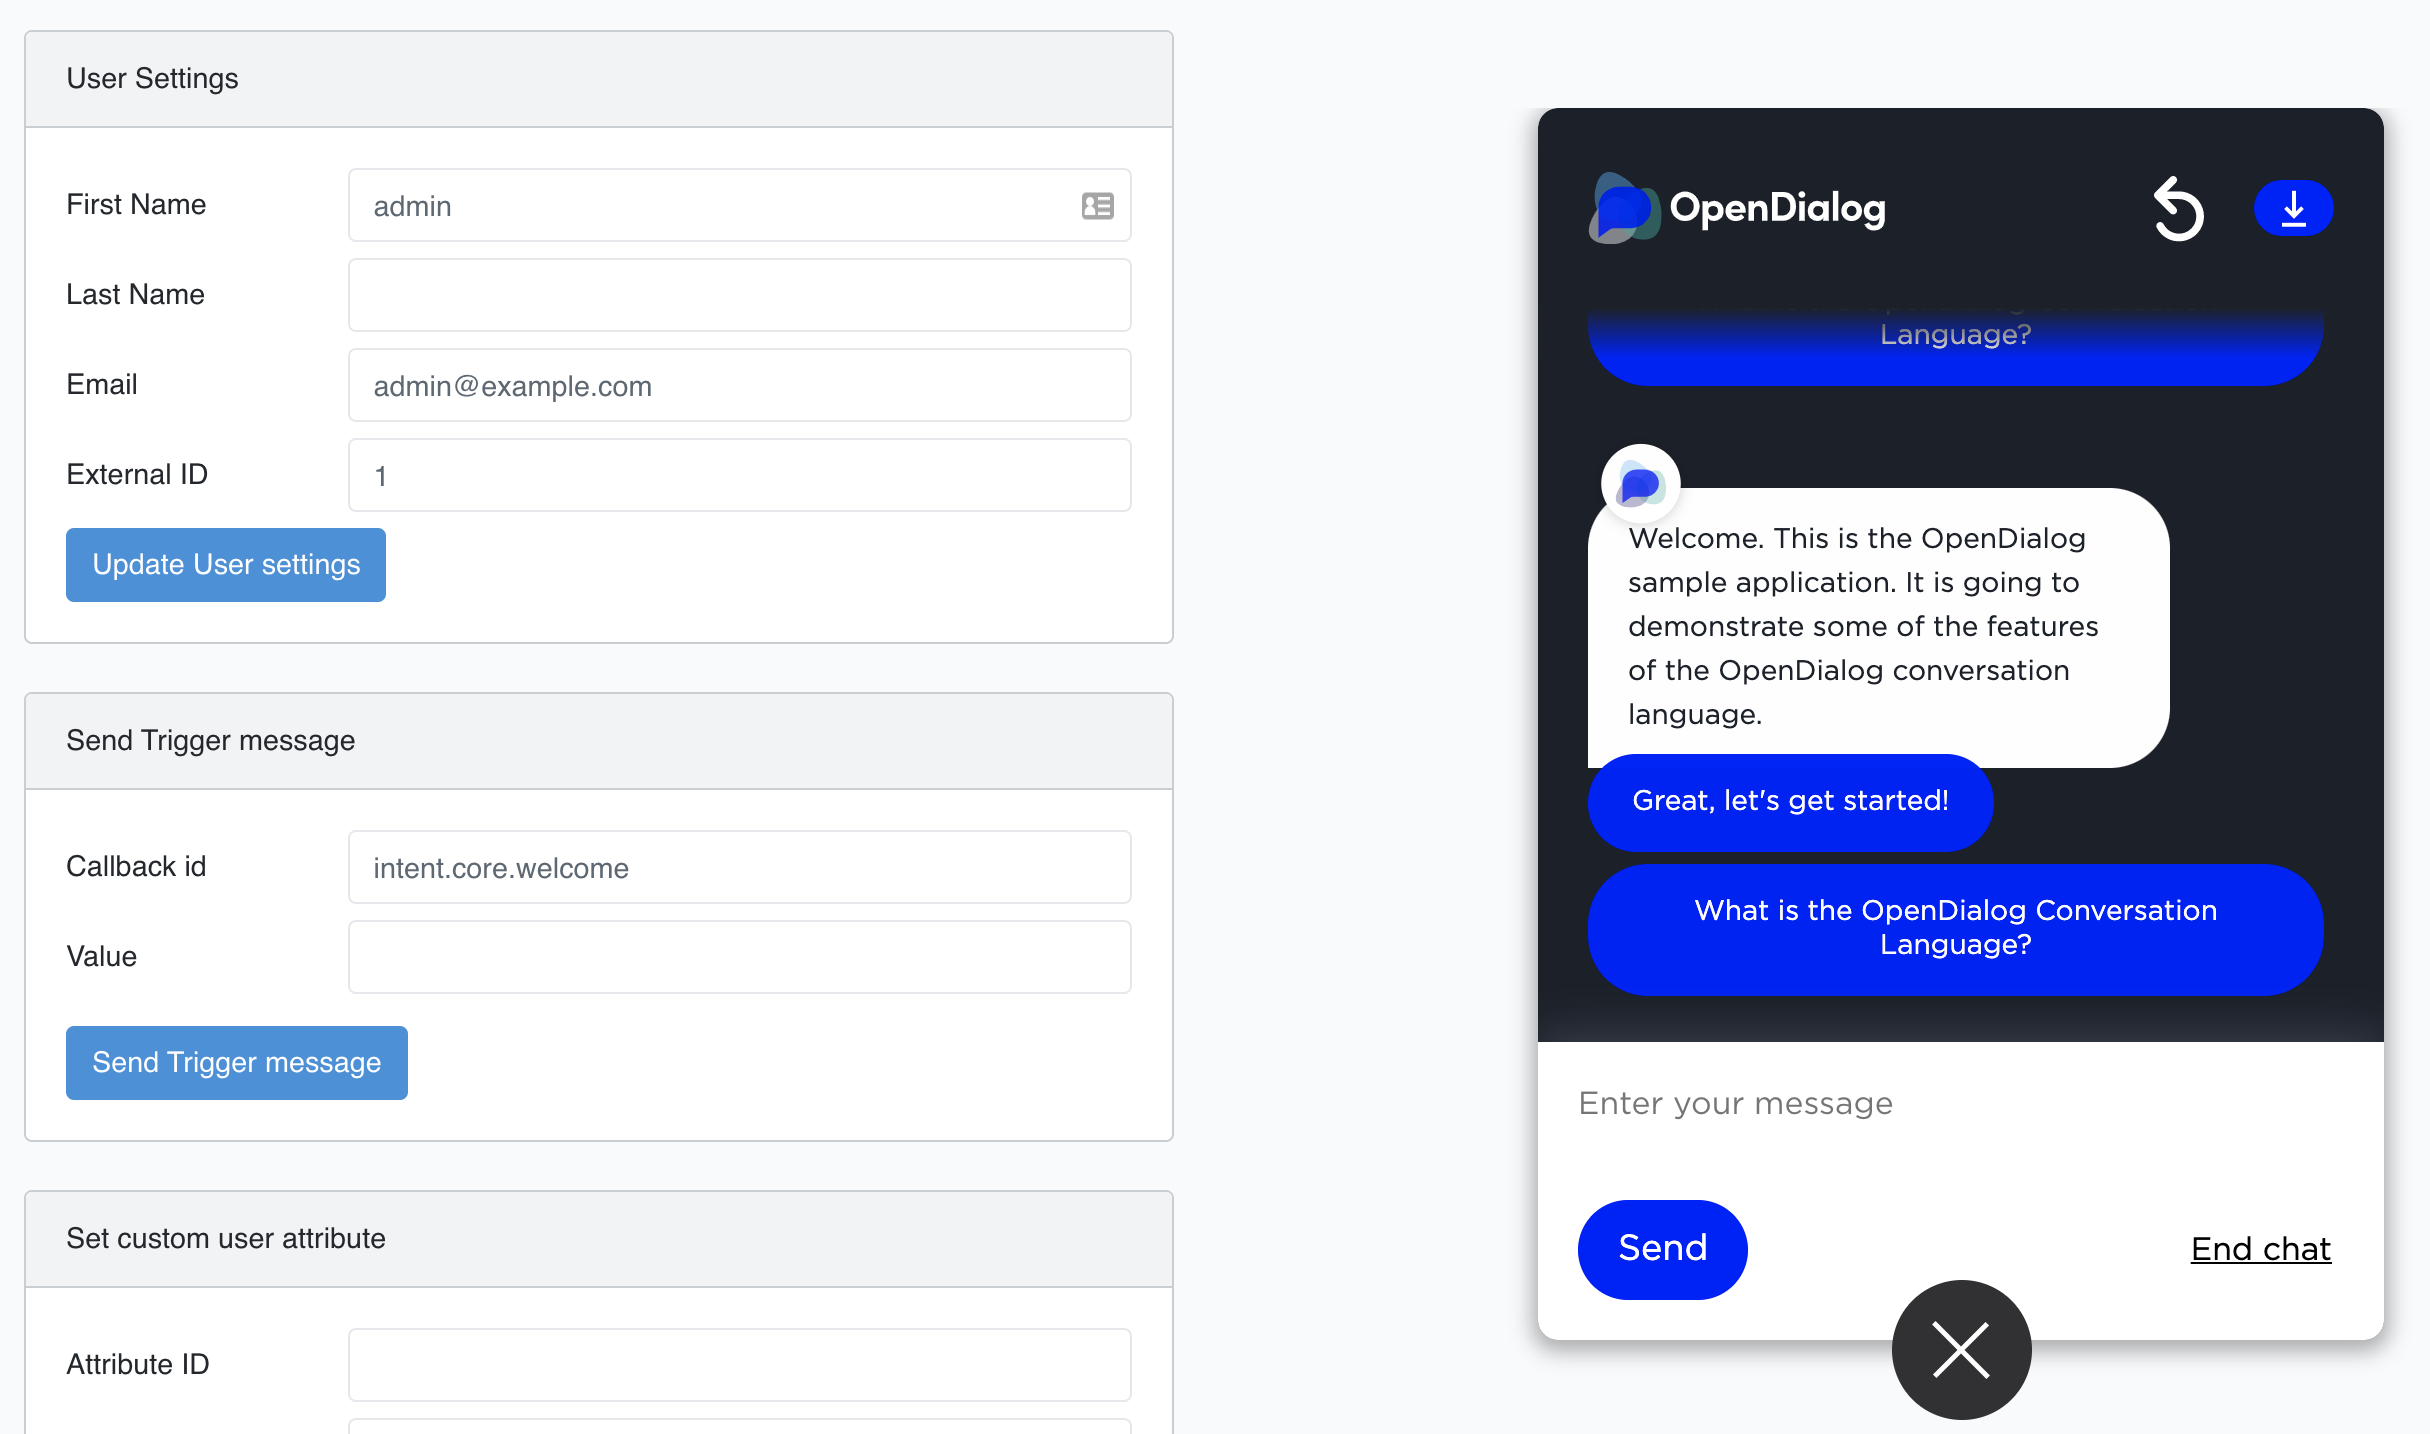 User Settings
First Name
admin
Last Name
Email
admin@example.com
External ID
1
Update User settings
Send Trigger message
Callback id
intent.core.welcome
Value
Send Trigger message
Set custom user attribute
Attribute ID
OpenDialog
Language?
Welcome. This is the OpenDialog
sample application. It is going to
demonstrate some of the features
of the OpenDialog conversation
language.
Great, let's get started!
What is the OpenDialog Conversation
Language?
Enter your message
Send
End chat